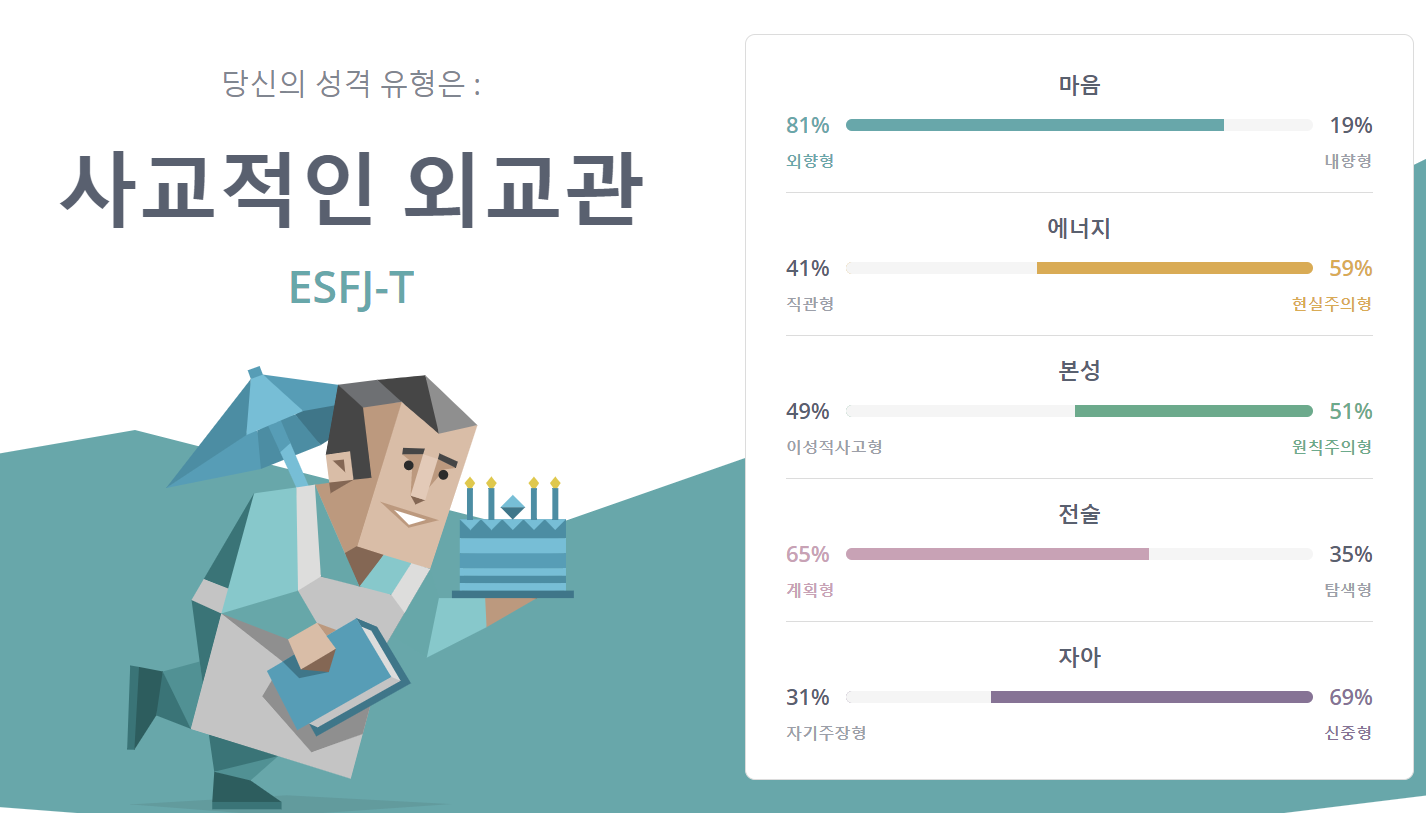 당신의 성격 유형은 :
사교적인 외교관
ESFJ-T
마음
81% 19%
외향형 내향형
에너지
41% 59%
직관형 현실주의형
본성
49% 51%
이성적사고형 원칙주의형
전술
65% 35%
계획형 탐색형
자아
31% 69%
자기주장형 신중형